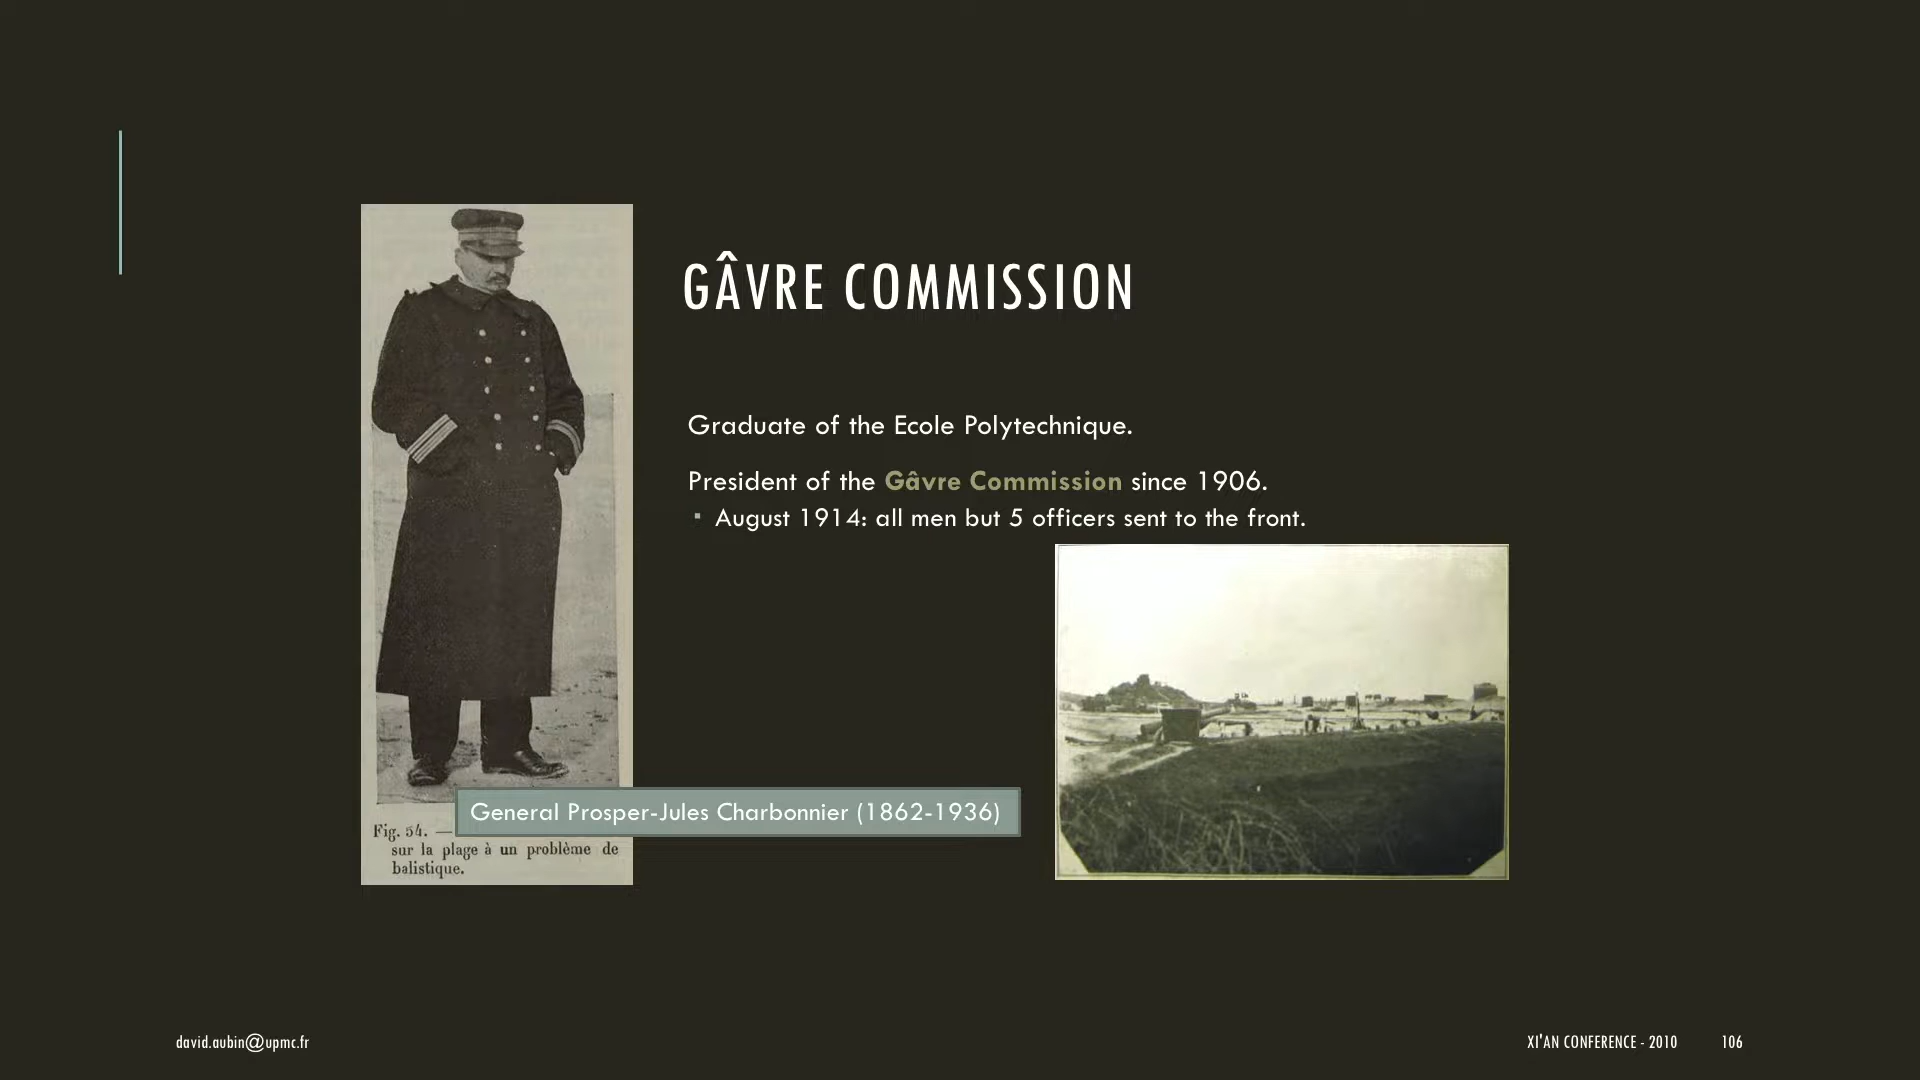 GÂVRE COMMISSION
Graduate of the Ecole Polytechnique.
President of the Gâvre Commission since 1906.
▪ August 1914: all men but 5 officers sent to the front.
General Prosper-Jules Charbonnier (1862-1936)
Fig. 54. —
sur la plage à un problème de
balistique.
david.aubin@upmc.fr
XI'AN CONFERENCE - 2010
106